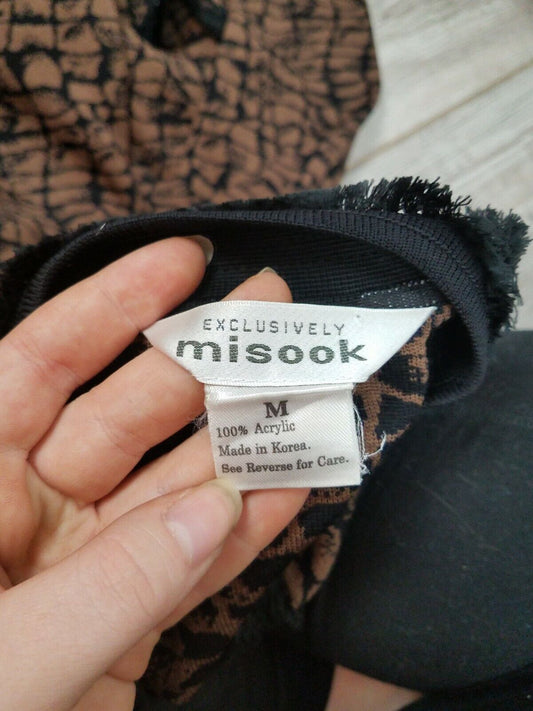 EXCLUSIVELY
misook
M
100% Acrylic
Made in Korea.
See Reverse for Care.